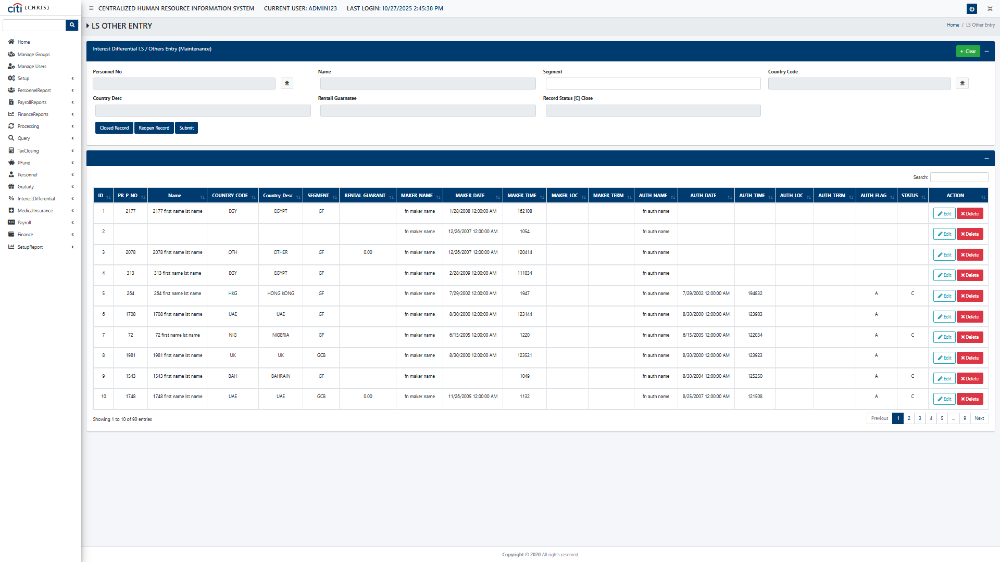 citi ( C.H.R.I.S )
CENTRALIZED HUMAN RESOURCE INFORMATION SYSTEM CURRENT USER: ADMIN123 LAST LOGIN: 10/27/2025 2:45:38 PM
LS OTHER ENTRY
Home / LS Other Entry
Home
Manage Groups
Manage Users
Setup
PersonnelReport
PayrollReports
FinanceReports
Processing
Query
TaxClosing
PFund
Personnel
Gratuity
InterestDifferential
MedicalInsurance
Payroll
Finance
SetupReport
Interest Differential I.S / Others Entry (Maintenance)
+ Clear
Personnel No Name Segment Country Code
Country Desc Rentail Guarnatee Record Status [C] Close
Closed Record Reopen Record Submit
Search:
ID PR_P_NO Name COUNTRY_CODE Country_Desc SEGMENT RENTAL_GUARANT MAKER_NAME MAKER_DATE MAKER_TIME MAKER_LOC MAKER_TERM AUTH_NAME AUTH_DATE AUTH_TIME AUTH_LOC AUTH_TERM AUTH_FLAG STATUS ACTION
1 2177 2177 first name lst name EGY EGYPT GF fn maker name 1/28/2008 12:00:00 AM 162108 fn auth name Edit Delete
2 fn maker name 12/26/2007 12:00:00 AM 1054 fn auth name Edit Delete
3 2078 2078 first name lst name OTH OTHER GF 0.00 fn maker name 12/26/2007 12:00:00 AM 120414 fn auth name Edit Delete
4 313 313 first name lst name EGY EGYPT GF fn maker name 2/28/2009 12:00:00 AM 111034 fn auth name Edit Delete
5 264 264 first name lst name HKG HONG KONG GF fn maker name 7/29/2002 12:00:00 AM 1947 fn auth name 7/29/2002 12:00:00 AM 194832 A C Edit Delete
6 1708 1708 first name lst name UAE UAE GF fn maker name 8/30/2000 12:00:00 AM 123144 fn auth name 8/30/2000 12:00:00 AM 123903 A Edit Delete
7 72 72 first name lst name NIG NIGERIA GF fn maker name 6/15/2005 12:00:00 AM 1220 fn auth name 6/15/2005 12:00:00 AM 122034 A C Edit Delete
8 1981 1981 first name lst name UK UK GCB fn maker name 8/30/2000 12:00:00 AM 123521 fn auth name 8/30/2000 12:00:00 AM 123923 A Edit Delete
9 1543 1543 first name lst name BAH BAHRAIN GF fn maker name 1049 fn auth name 8/30/2004 12:00:00 AM 125250 A C Edit Delete
10 1748 1748 first name lst name UAE UAE GCB 0.00 fn maker name 11/26/2005 12:00:00 AM 1132 fn auth name 8/25/2007 12:00:00 AM 121508 A C Edit Delete
Showing 1 to 10 of 90 entries
Previous 1 2 3 4 5 ... 9 Next
Copyright © 2020 All rights reserved.